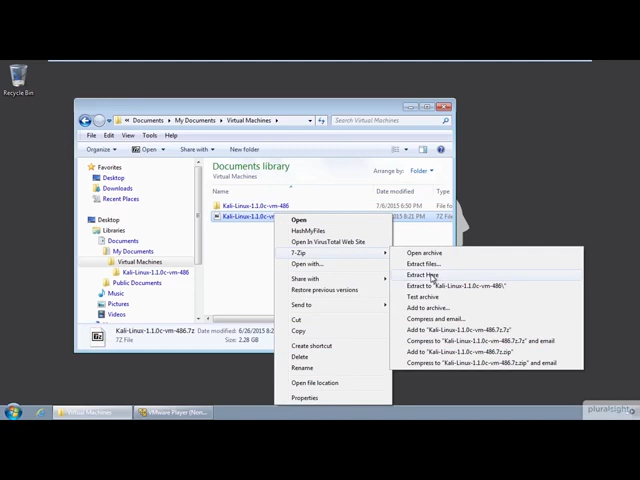 Recycle Bin
Documents ▸ My Documents ▸ Virtual Machines
Search Virtual Machines
File Edit View Tools Help
Organize Open Share with New folder
Favorites
Desktop
Downloads
Desktop
Libraries
Documents
My Documents
Virtual Machines
Kali-Linux-1.1.0c-vm-486
Public Documents
Music
Pictures
Videos
Documents library
Virtual Machines
Arrange by: Folder
Name Date modified Type
Kali-Linux-1.1.0c-vm-486 7/6/2015 6:50 PM File f
Kali-Linux-1.1.0c-vm 8:21 PM 7Z File
Open
HashMyFiles
Open In VirusTotal Web Site
7-Zip
Open with...
Share with
Restore previous versions
Send to
Cut
Copy
Create shortcut
Delete
Rename
Open file location
Properties
Open archive
Extract files...
Extract Here
Extract to "Kali-Linux-1.1.0c-vm-486\"
Test archive
Add to archive...
Compress and email...
Add to "Kali-Linux-1.1.0c-vm-486.7z.7z"
Compress to "Kali-Linux-1.1.0c-vm-486.7z.7z" and email
Add to "Kali-Linux-1.1.0c-vm-486.7z.zip"
Compress to "Kali-Linux-1.1.0c-vm-486.7z.zip" and email
Kali-Linux-1.1.0c-vm-486.7z Date modified: 6/26/2
7Z File Size: 2.28 GB
Virtual Machines
VMware Player (Non...
pluralsight